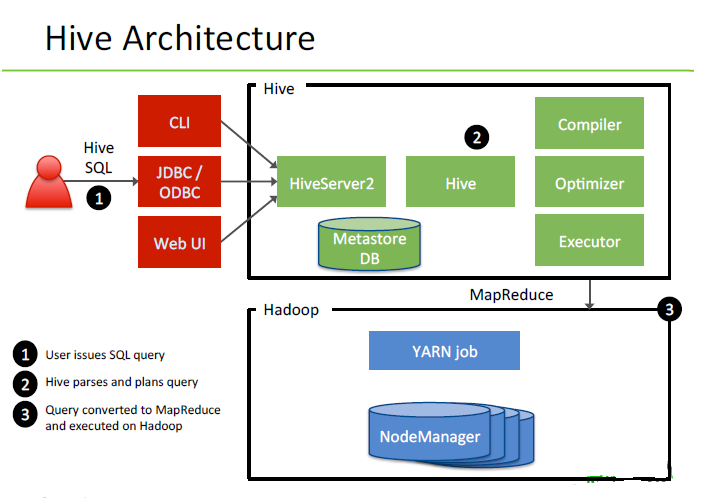 Hive Architecture
Hive
CLI
Compiler
2
Hive
SQL
JDBC /
ODBC
1
HiveServer2
Hive
Optimizer
Web UI
Metastore
DB
Executor
MapReduce
Hadoop
3
YARN job
1 User issues SQL query
2 Hive parses and plans query
3 Query converted to MapReduce
and executed on Hadoop
NodeManager